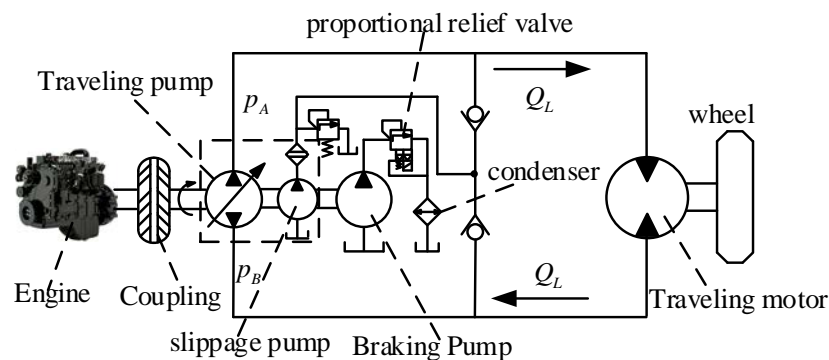 proportional relief valve
Traveling pump
p_A
Q_L
wheel
condenser
p_B
Q_L
Engine
Coupling
slippage pump
Braking Pump
Traveling motor